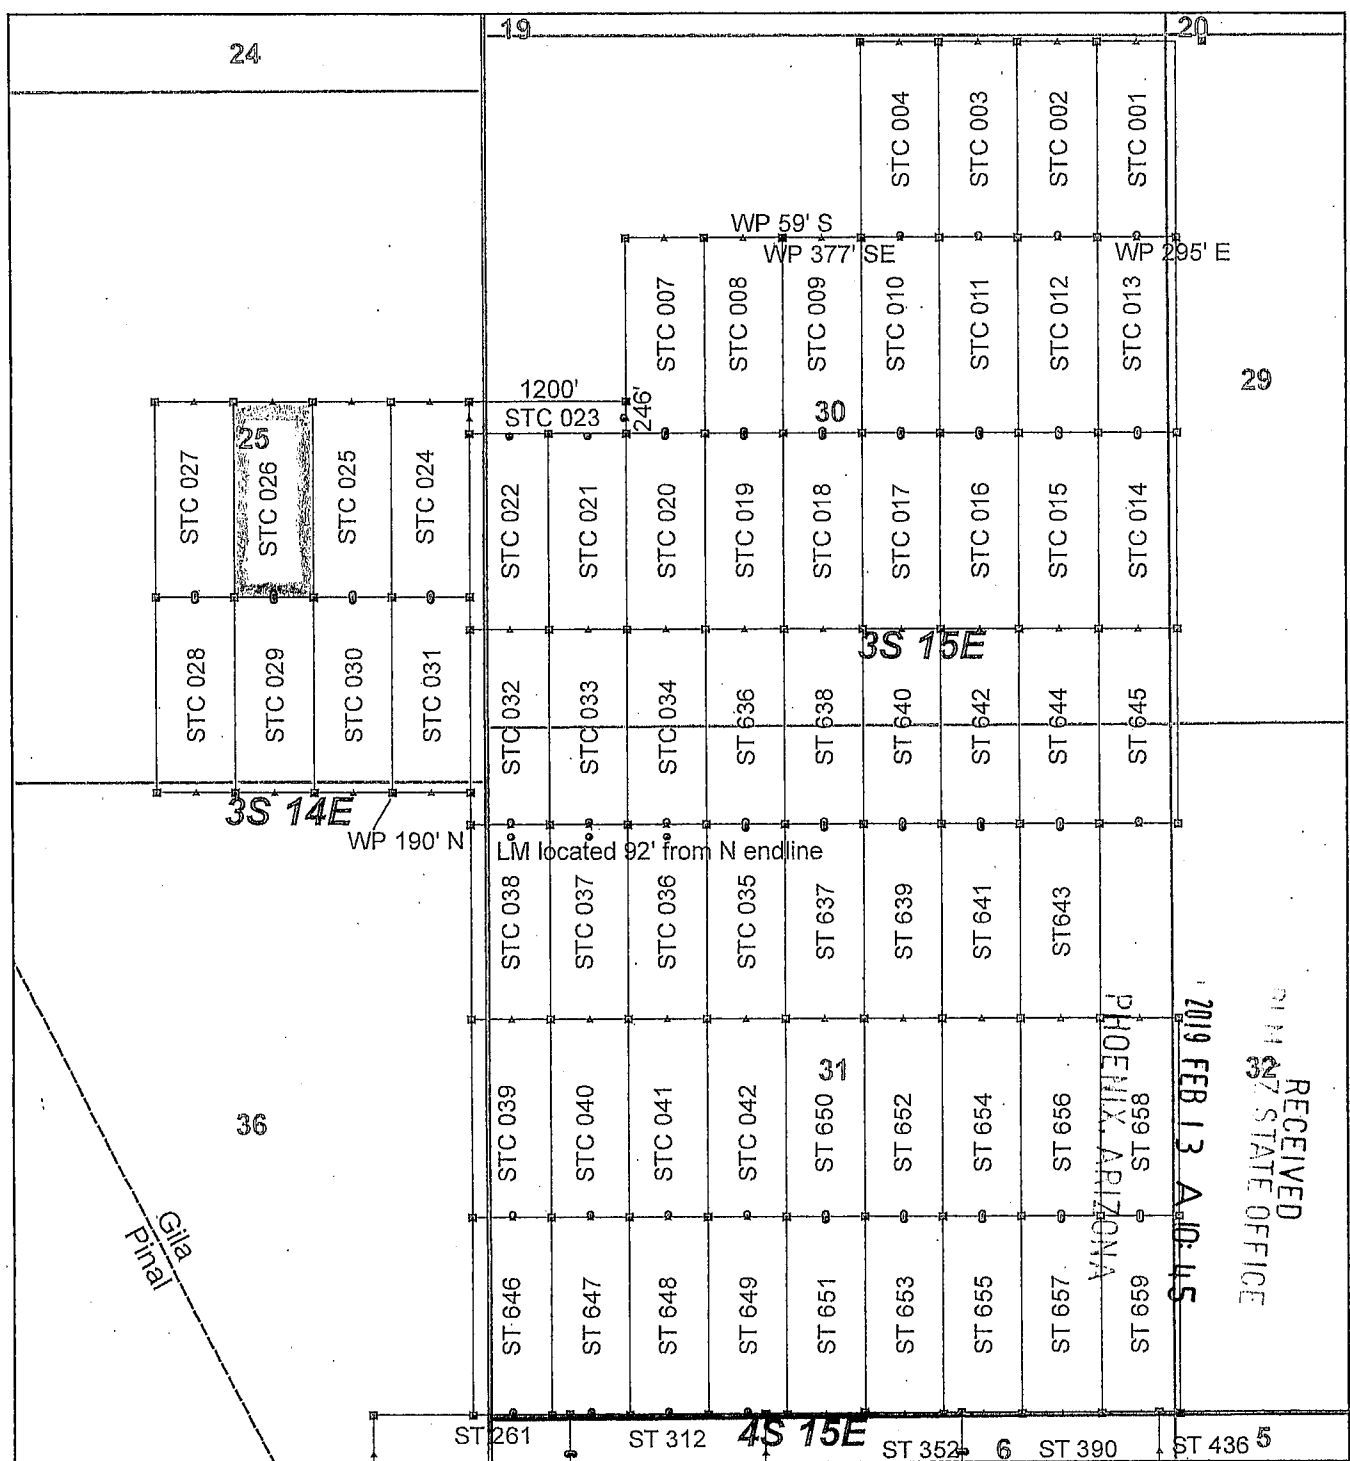 19
20
24
STC 004
STC 003
STC 002
STC 001
WP 59' S
WP 377' SE
WP 295' E
STC 007
STC 008
STC 009
STC 010
STC 011
STC 012
STC 013
29
1200'
246'
STC 023
30
25
STC 027
STC 026
STC 025
STC 024
STC 022
STC 021
STC 020
STC 019
STC 018
STC 017
STC 016
STC 015
STC 014
3S 15E
STC 028
STC 029
STC 030
STC 031
STC 032
STC 033
STC 034
ST 636
ST 638
ST 640
ST 642
ST 644
ST 645
3S 14E
WP 190' N
LM located 92' from N endline
STC 038
STC 037
STC 036
STC 035
ST 637
ST 639
ST 641
ST643
RECEIVED
BLM AZ STATE OFFICE
2019 FEB 13 A 10:45
PHOENIX, ARIZONA
31
32
36
STC 039
STC 040
STC 041
STC 042
ST 650
ST 652
ST 654
ST 656
ST 658
Gila
Pinal
ST 646
ST 647
ST 648
ST 649
ST 651
ST 653
ST 655
ST 657
ST 659
ST 261
ST 312
4S 15E
ST 352
6
ST 390
ST 436
5